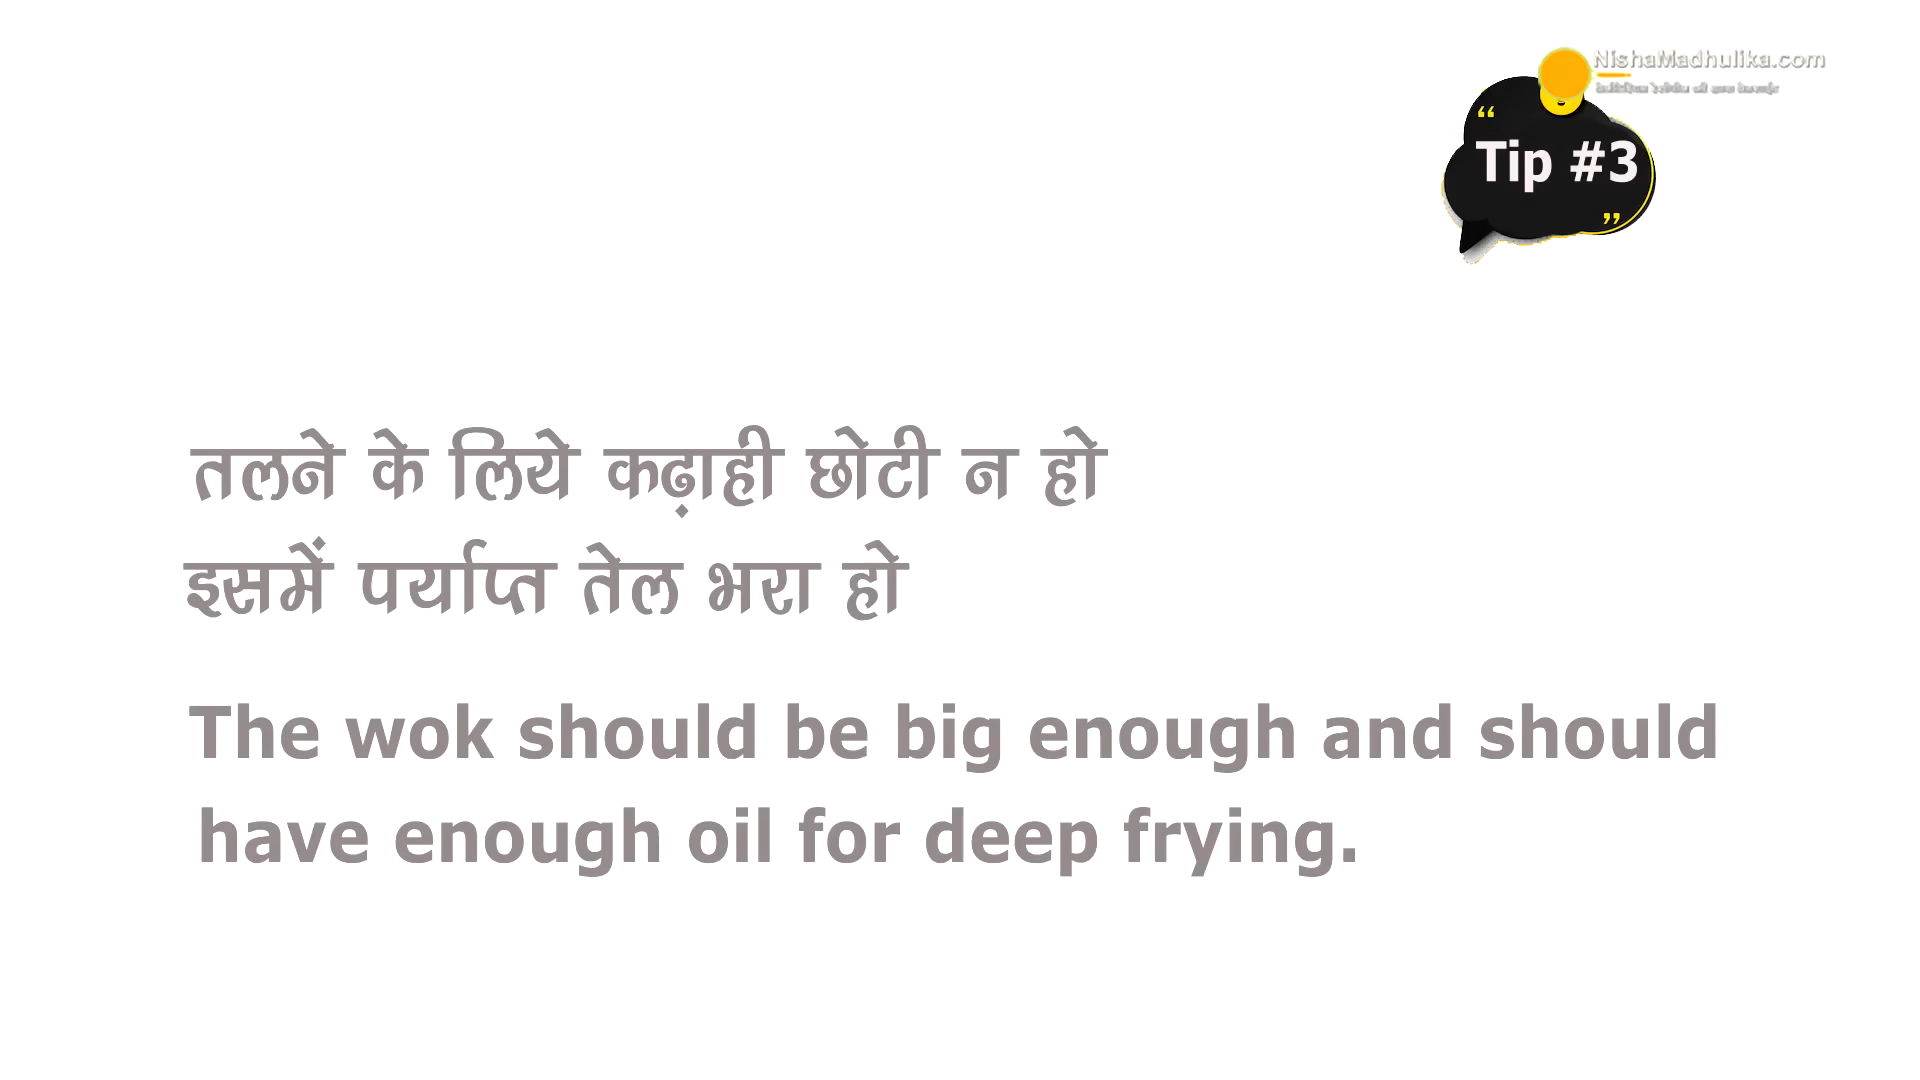 NishaMadhulika.com
“
Tip #3
”
तलने के लिये कढ़ाही छोटी न हो
इसमें पर्याप्त तेल भरा हो
The wok should be big enough and should
have enough oil for deep frying.